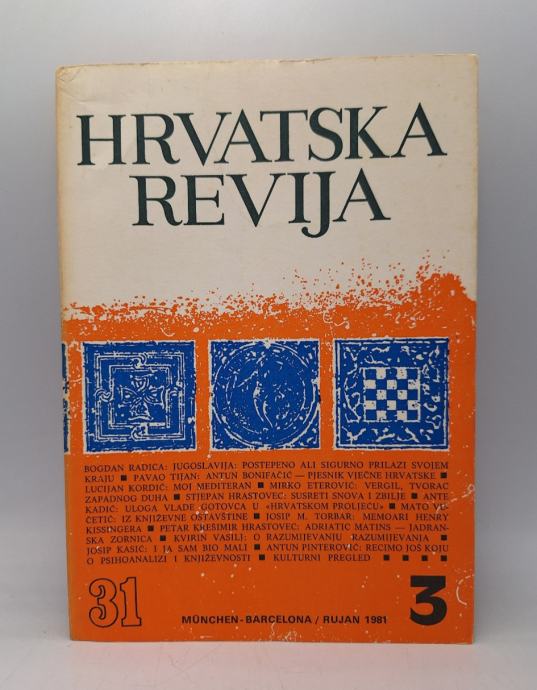 HRVATSKA
REVIJA
BOGDAN RADICA: JUGOSLAVIJA: POSTEPENO ALI SIGURNO PRILAZI SVOJEM
KRAJU ■ PAVAO TIJAN: ANTUN BONIFAČIĆ — PJESNIK VJEČNE HRVATSKE ■
LUCIJAN KORDIĆ: MOJ MEDITERAN ■ MIRKO ETEROVIĆ: VERGIL, TVORAC
ZAPADNOG DUHA ■ STJEPAN HRASTOVEC: SUSRETI SNOVA I ZBILJE ■ ANTE
KADIĆ: ULOGA VLADE GOTOVCA U «HRVATSKOM PROLJEĆU» ■ MATO VU-
ČETIĆ: IZ KNJIŽEVNE OSTAVŠTINE ■ JOSIP M. TORBAR: MEMOARI HENRY
KISSINGERA ■ PETAR KREŠIMIR HRASTOVEC: ADRIATIC MATINS — JADRAN-
SKA ZORNICA ■ KVIRIN VASILJ: O RAZUMIJEVANJU RAZUMIJEVANJA ■
JOSIP KASIĆ: I JA SAM BIO MALI ■ ANTUN PINTEROVIĆ: RECIMO JOŠ KOJU
O PSIHOANALIZI I KNJIŽEVNOSTI ■ KULTURNI PREGLED ■ ■ ■ ■
31 MÜNCHEN-BARCELONA / RUJAN 1981 3